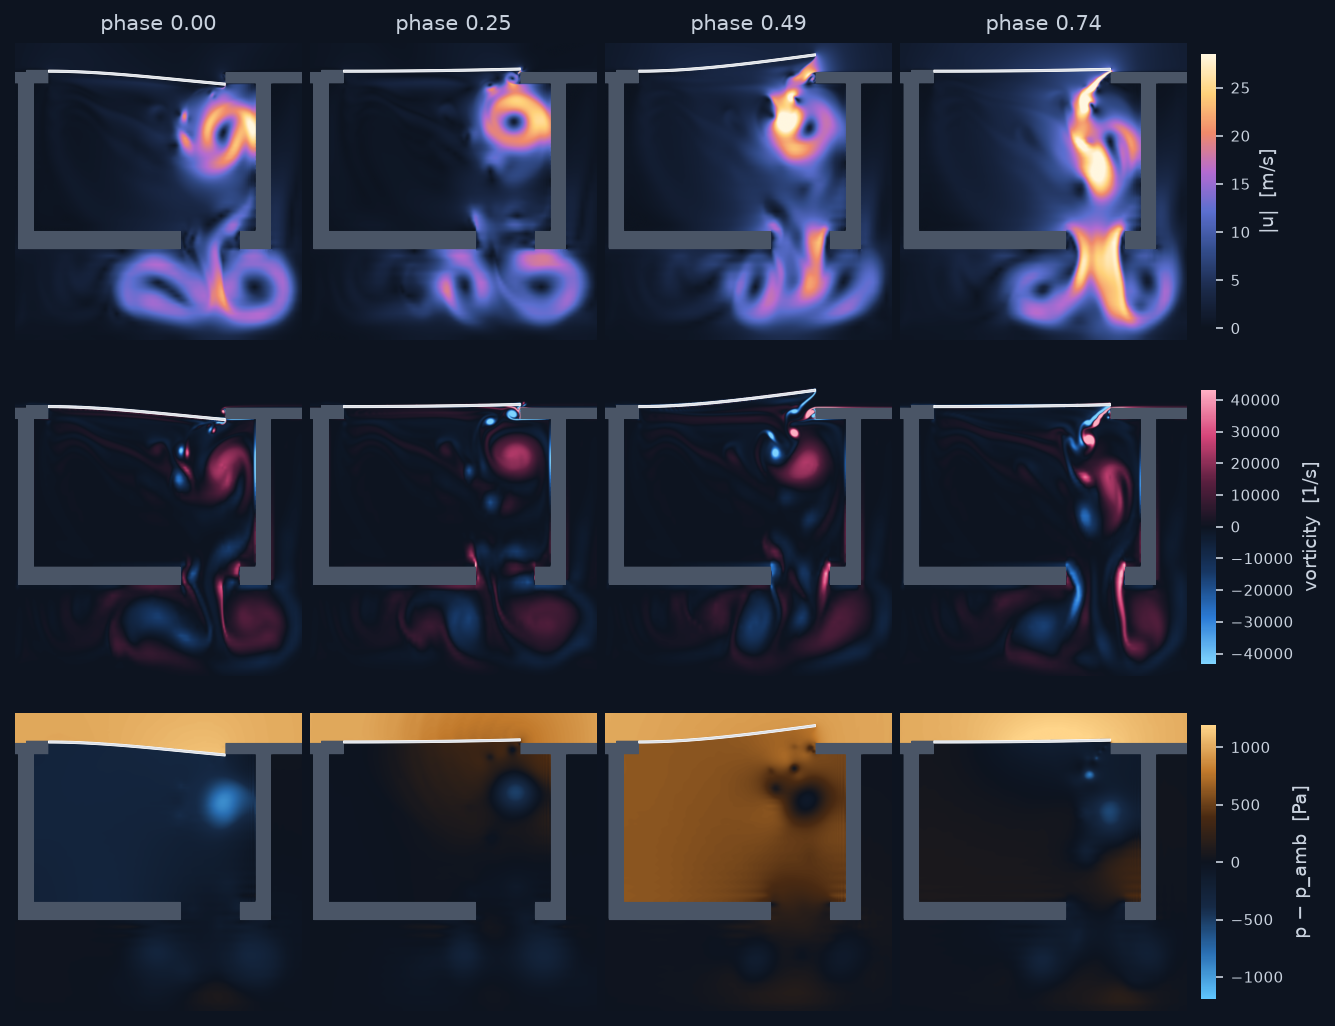 phase 0.00
phase 0.25
phase 0.49
phase 0.74
25
20
15
10
5
0
|u| [m/s]
40000
30000
20000
10000
0
−10000
−20000
−30000
−40000
vorticity [1/s]
1000
500
0
−500
−1000
p − p_amb [Pa]